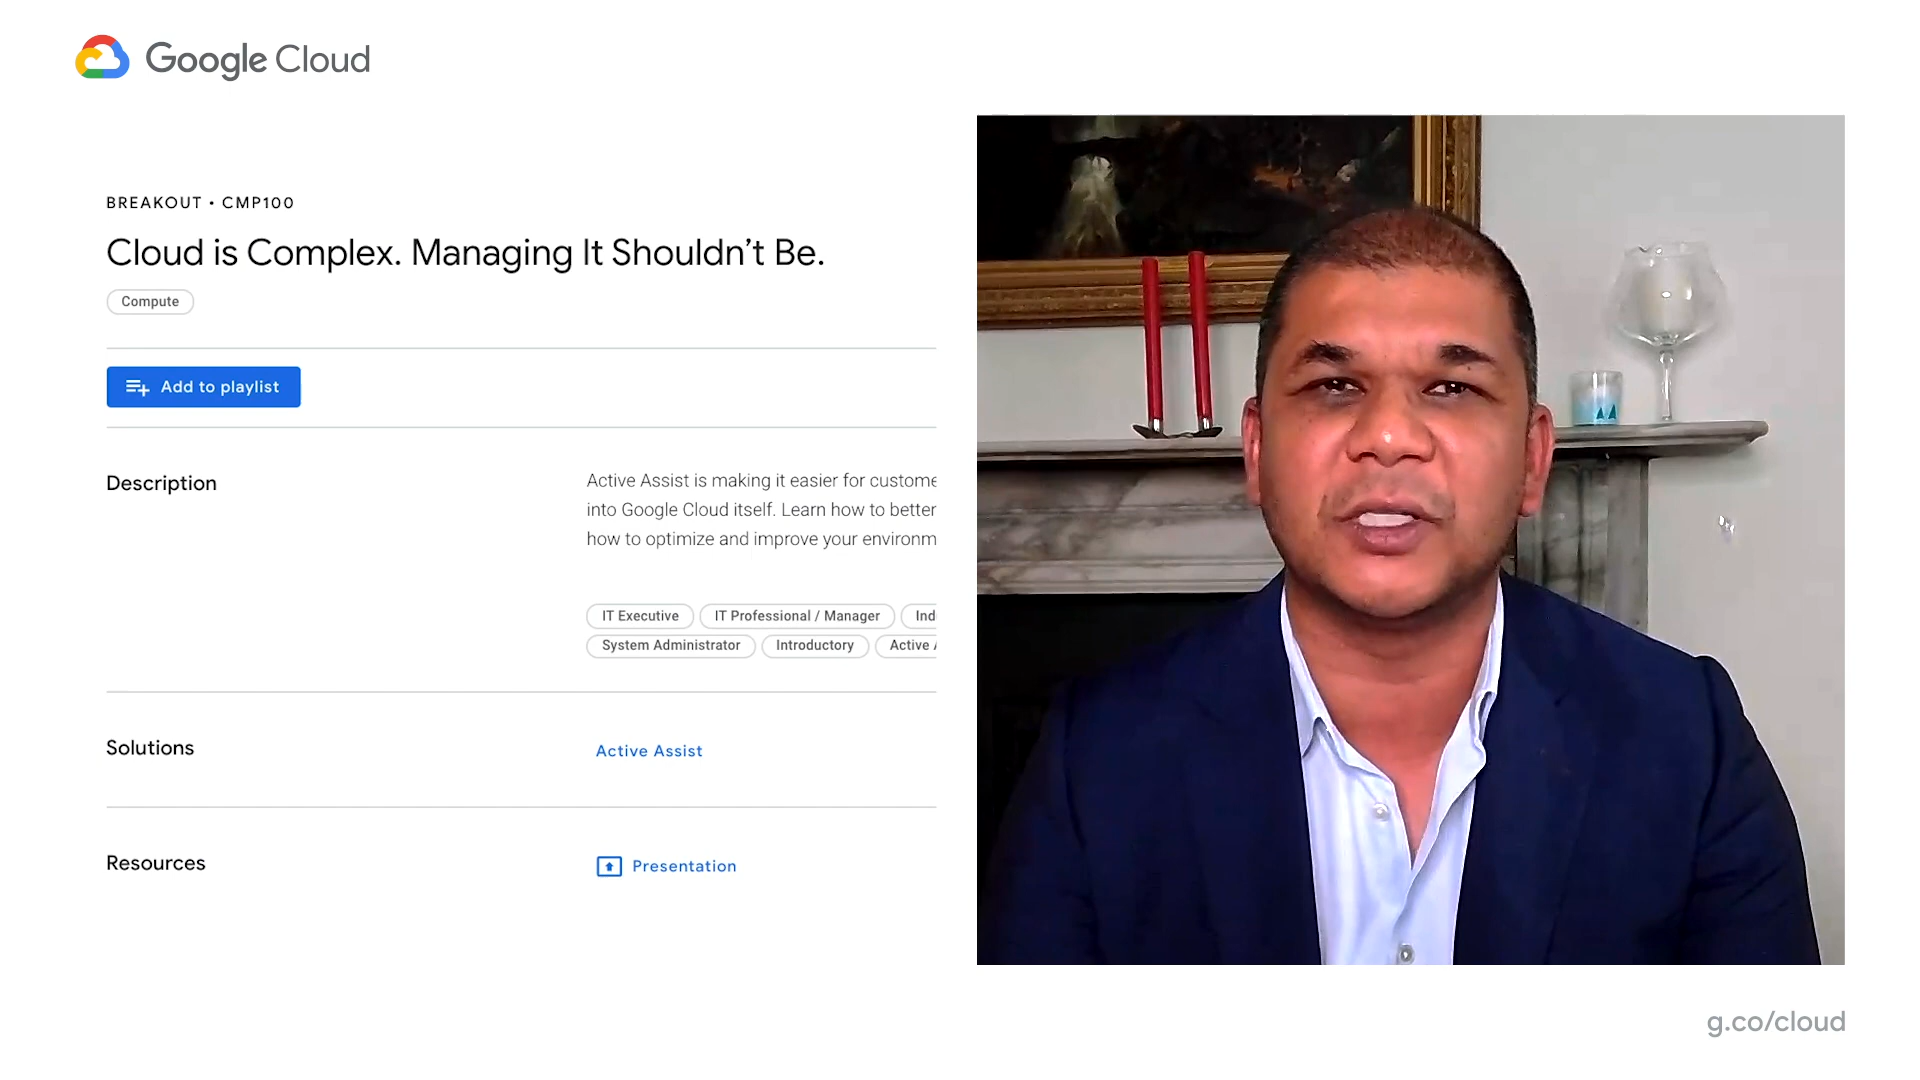 Google Cloud
BREAKOUT • CMP100
Cloud is Complex. Managing It Shouldn’t Be.
Compute
Add to playlist
Description
Active Assist is making it easier for custome
into Google Cloud itself. Learn how to better
how to optimize and improve your environm
IT Executive
IT Professional / Manager
Ind
System Administrator
Introductory
Active
Solutions
Active Assist
Resources
Presentation
g.co/cloud